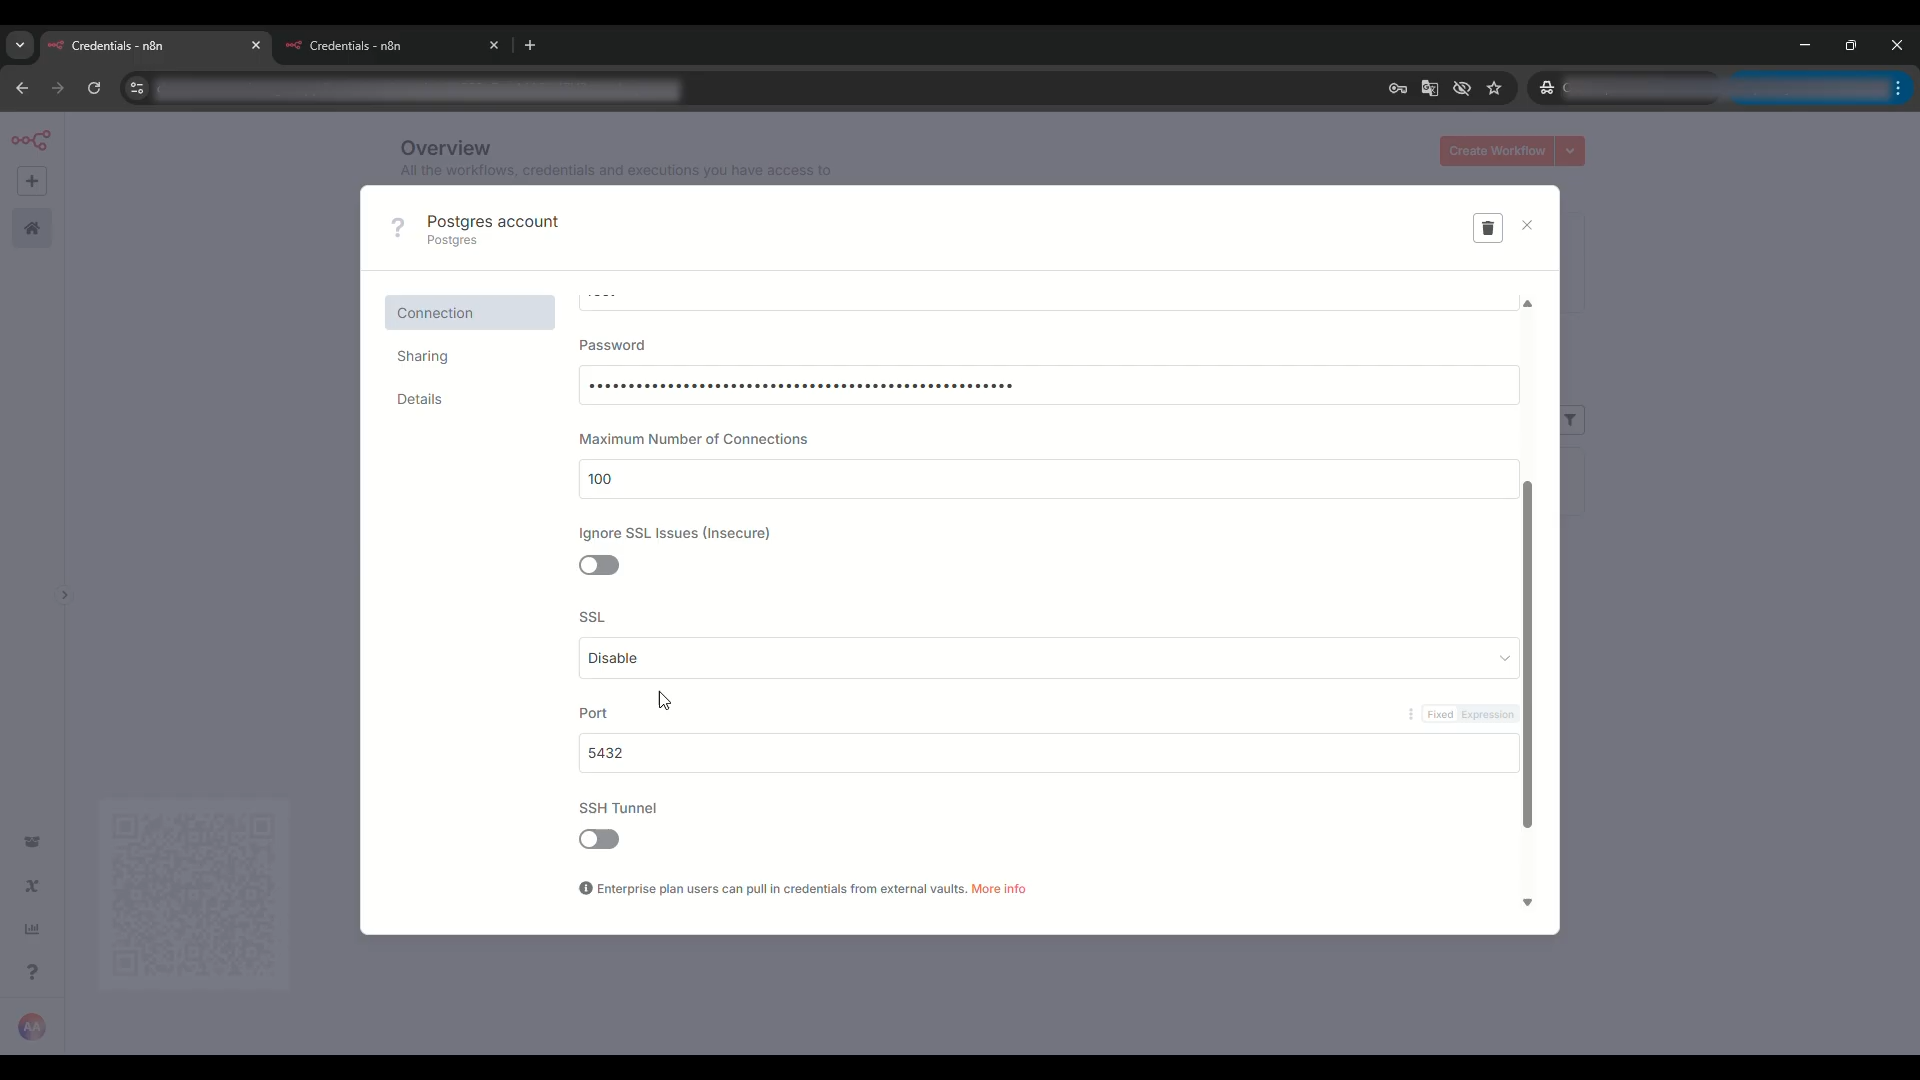 Credentials - n8n
Credentials - n8n
Overview
All the workflows, credentials and executions you have access to
Create Workflow
Postgres account
Postgres
Connection
Sharing
Details
Password
••••••••••••••••••••••••••••••••••••••••••••••••••••••
Maximum Number of Connections
100
Ignore SSL Issues (Insecure)
SSL
Disable
Port
Fixed Expression
5432
SSH Tunnel
Enterprise plan users can pull in credentials from external vaults. More info
AA